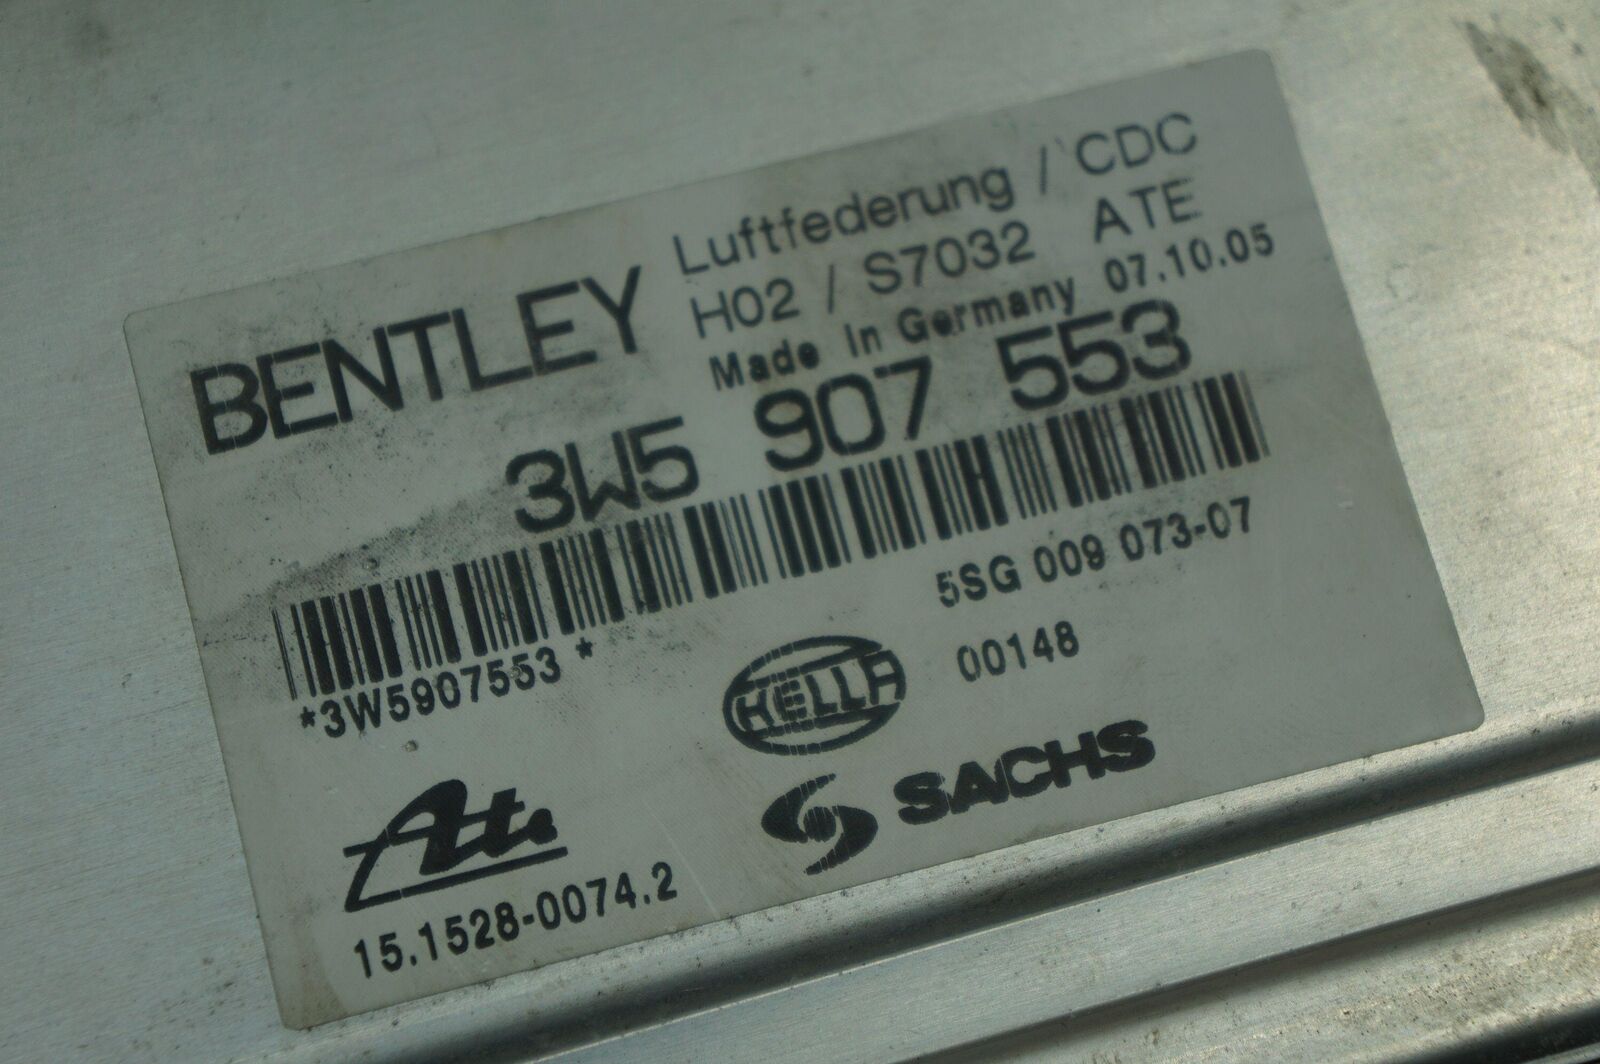 BENTLEY
Luftfederung / CDC
H02 / S7032 ATE
Made In Germany 07.10.05
3W5 907 553
*3W5907553*
5SG 009 073-07
HELLA
00148
Ate
SACHS
15.1528-0074.2